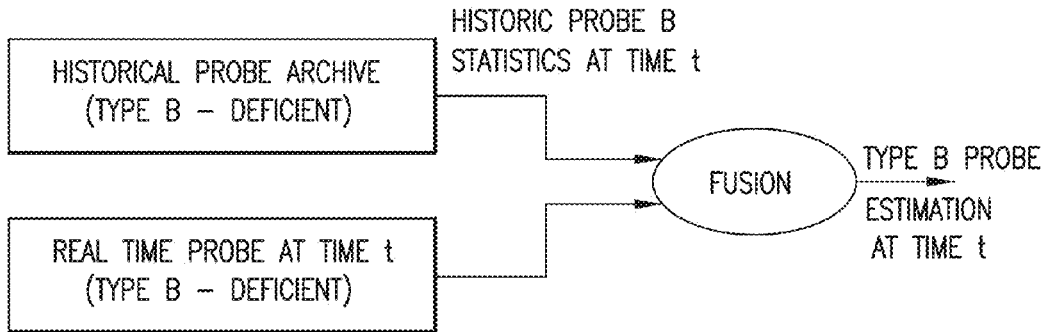 HISTORICAL PROBE ARCHIVE
(TYPE B – DEFICIENT)
HISTORIC PROBE B
STATISTICS AT TIME t
REAL TIME PROBE AT TIME t
(TYPE B – DEFICIENT)
FUSION
TYPE B PROBE
ESTIMATION
AT TIME t